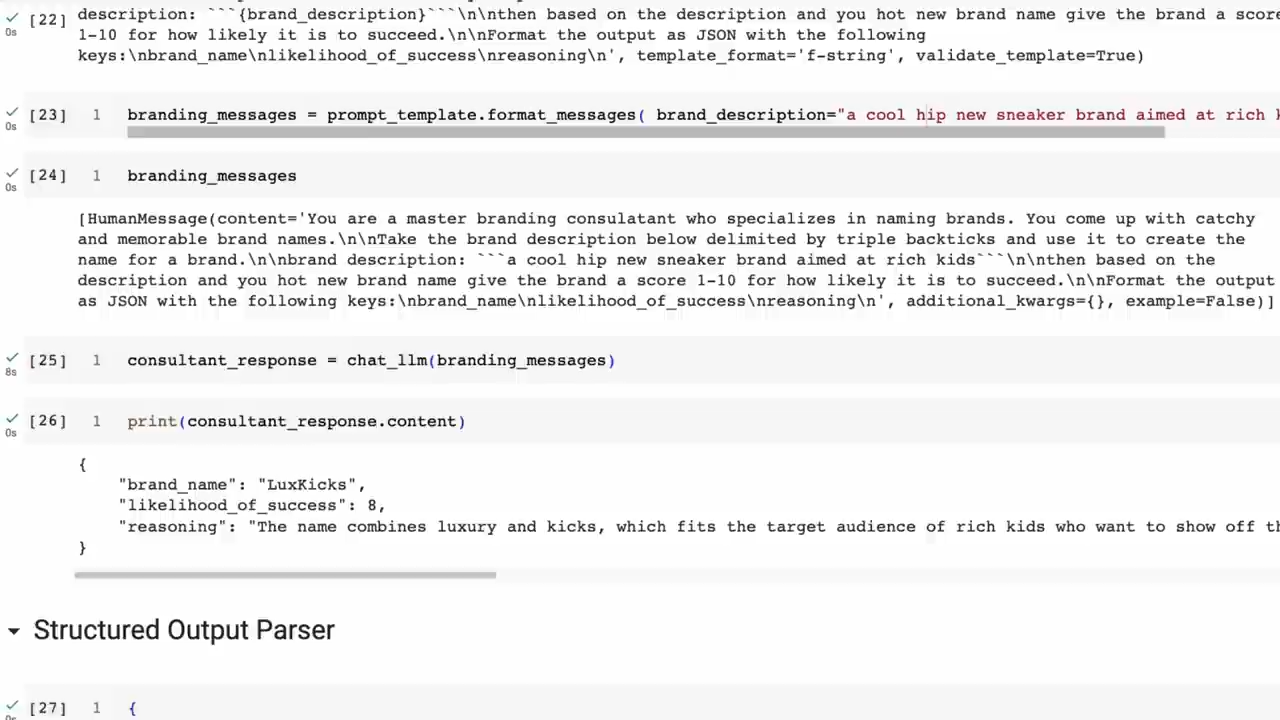 [22] description: ```{brand_description}```\n\nthen based on the description and you hot new brand name give the brand a score
0s 1-10 for how likely it is to succeed.\n\nFormat the output as JSON with the following
keys:\nbrand_name\nlikelihood_of_success\nreasoning\n', template_format='f-string', validate_template=True)
[23] 1 branding_messages = prompt_template.format_messages( brand_description="a cool hip new sneaker brand aimed at rich k
0s
[24] 1 branding_messages
0s
[HumanMessage(content='You are a master branding consulatant who specializes in naming brands. You come up with catchy
and memorable brand names.\n\nTake the brand description below delimited by triple backticks and use it to create the
name for a brand.\n\nbrand description: ```a cool hip new sneaker brand aimed at rich kids```\n\nthen based on the
description and you hot new brand name give the brand a score 1-10 for how likely it is to succeed.\n\nFormat the output
as JSON with the following keys:\nbrand_name\nlikelihood_of_success\nreasoning\n', additional_kwargs={}, example=False)]
[25] 1 consultant_response = chat_llm(branding_messages)
8s
[26] 1 print(consultant_response.content)
0s
{
"brand_name": "LuxKicks",
"likelihood_of_success": 8,
"reasoning": "The name combines luxury and kicks, which fits the target audience of rich kids who want to show off th
}
Structured Output Parser
[27] 1 {
0s